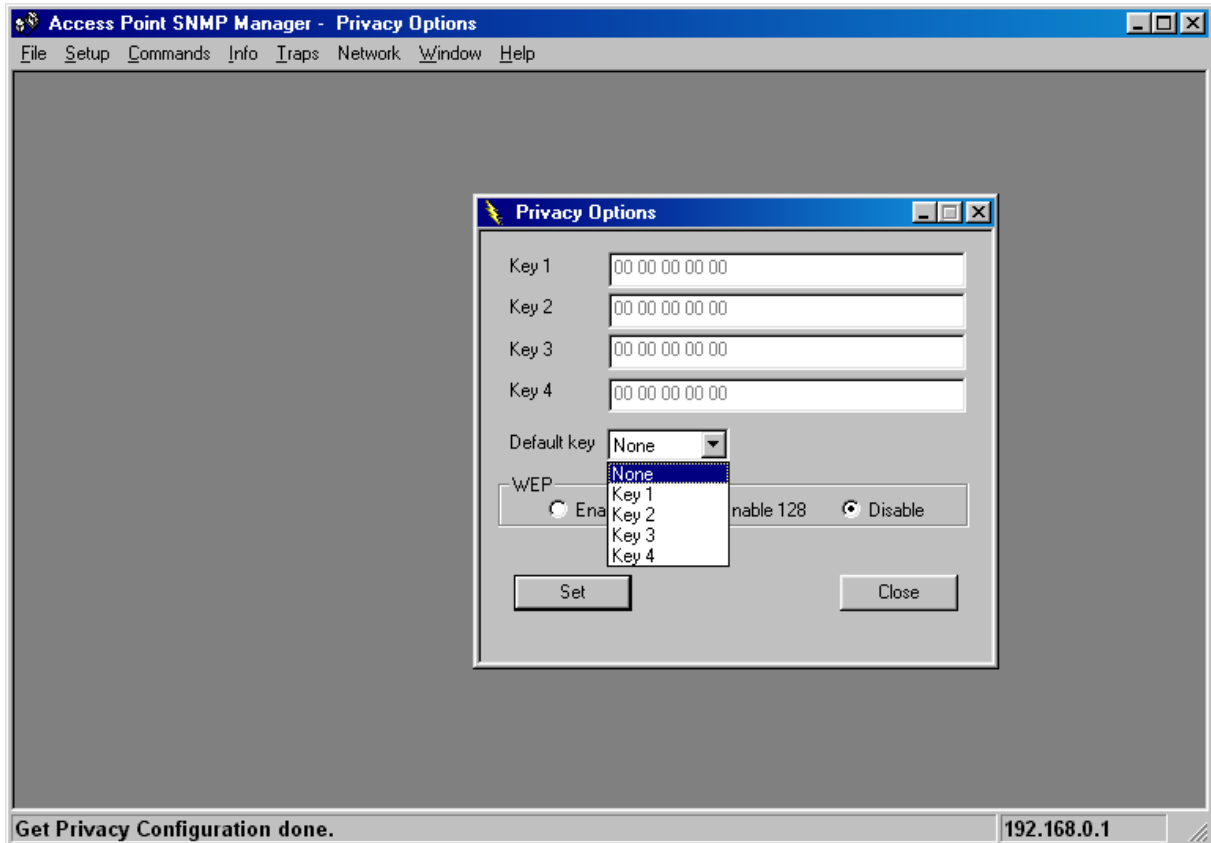 Access Point SNMP Manager - Privacy Options
File Setup Commands Info Traps Network Window Help
Privacy Options
Key 1 00 00 00 00 00
Key 2 00 00 00 00 00
Key 3 00 00 00 00 00
Key 4 00 00 00 00 00
Default key None
None
Key 1
Key 2
Key 3
Key 4
WEP
Ena nable 128 Disable
Set Close
Get Privacy Configuration done. 192.168.0.1